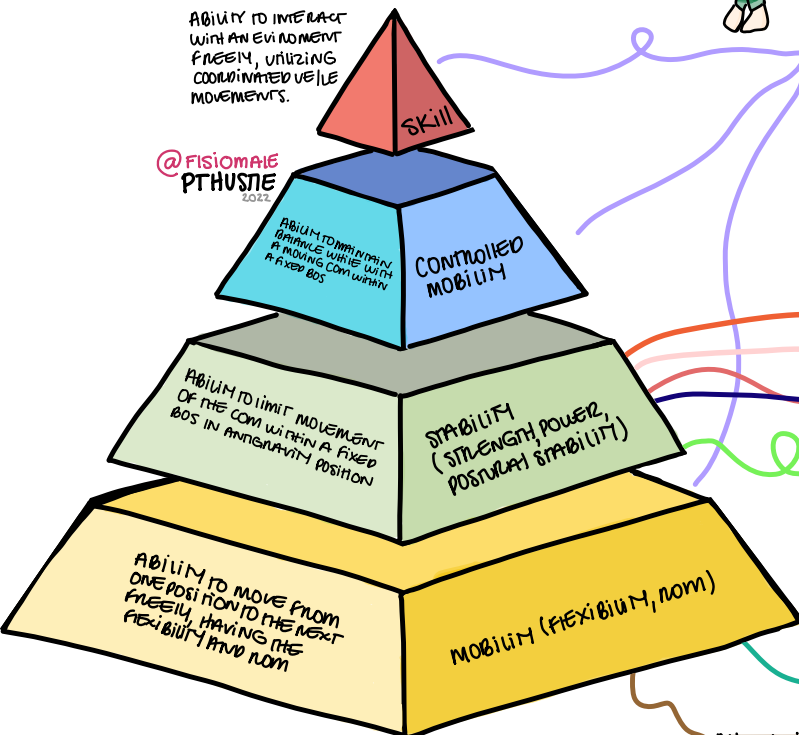 ABILITY TO INTERACT
WITH AN EVIROMENT
FREELY, UTILIZING
COORDINATED UE/LE
MOVEMENTS.
SKILL
@FISIOMALE
PTHUSTLE
2022
ABILITY TO MAINTAIN
BALANCE WHILE WITH
A MOVING COM WITHIN
A FIXED BOS
CONTROLLED
MOBILITY
ABILITY TO LIMIT MOVEMENT
OF THE COM WITHIN A FIXED
BOS IN ANTIGRAVITY POSITION
STABILITY
(STRENGTH, POWER,
POSTURAL STABILITY)
ABILITY TO MOVE FROM
ONE POSITION TO THE NEXT
FREELY, HAVING THE
FLEXIBILITY AND ROM
MOBILITY (FLEXIBILITY, ROM)